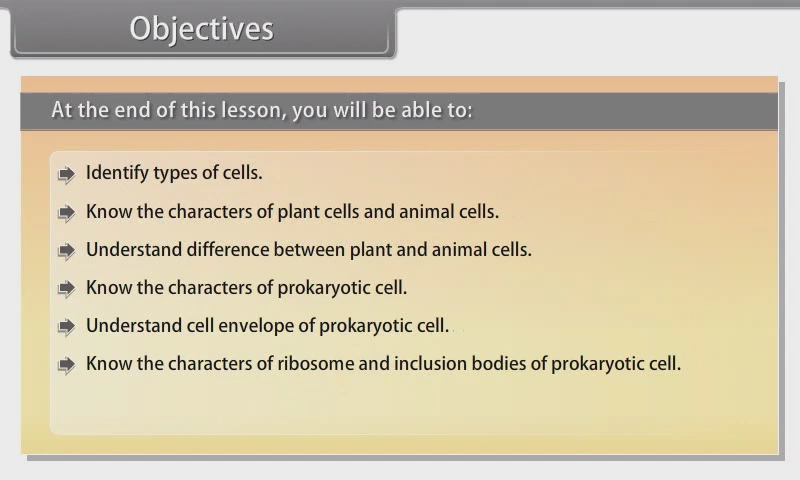 Objectives
At the end of this lesson, you will be able to:
Identify types of cells.
Know the characters of plant cells and animal cells.
Understand difference between plant and animal cells.
Know the characters of prokaryotic cell.
Understand cell envelope of prokaryotic cell.
Know the characters of ribosome and inclusion bodies of prokaryotic cell.